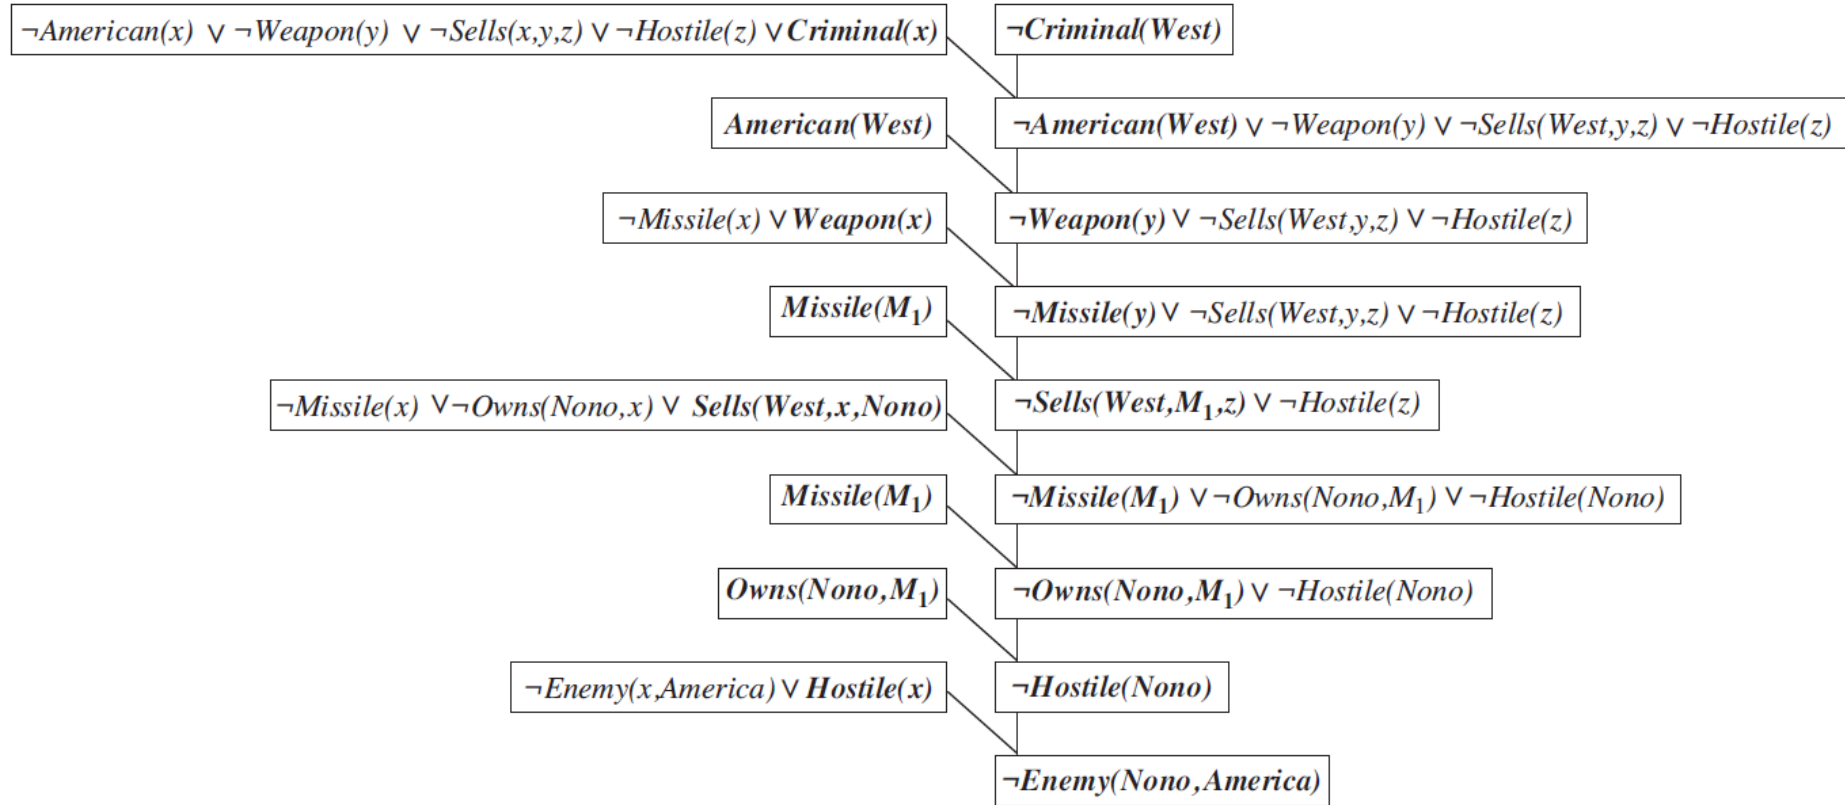 ¬American(x) ∨ ¬Weapon(y) ∨ ¬Sells(x,y,z) ∨ ¬Hostile(z) ∨ Criminal(x)
¬Criminal(West)
American(West)
¬American(West) ∨ ¬Weapon(y) ∨ ¬Sells(West,y,z) ∨ ¬Hostile(z)
¬Missile(x) ∨ Weapon(x)
¬Weapon(y) ∨ ¬Sells(West,y,z) ∨ ¬Hostile(z)
Missile(M₁)
¬Missile(y) ∨ ¬Sells(West,y,z) ∨ ¬Hostile(z)
¬Missile(x) ∨ ¬Owns(Nono,x) ∨ Sells(West,x,Nono)
¬Sells(West,M₁,z) ∨ ¬Hostile(z)
Missile(M₁)
¬Missile(M₁) ∨ ¬Owns(Nono,M₁) ∨ ¬Hostile(Nono)
Owns(Nono,M₁)
¬Owns(Nono,M₁) ∨ ¬Hostile(Nono)
¬Enemy(x,America) ∨ Hostile(x)
¬Hostile(Nono)
¬Enemy(Nono,America)